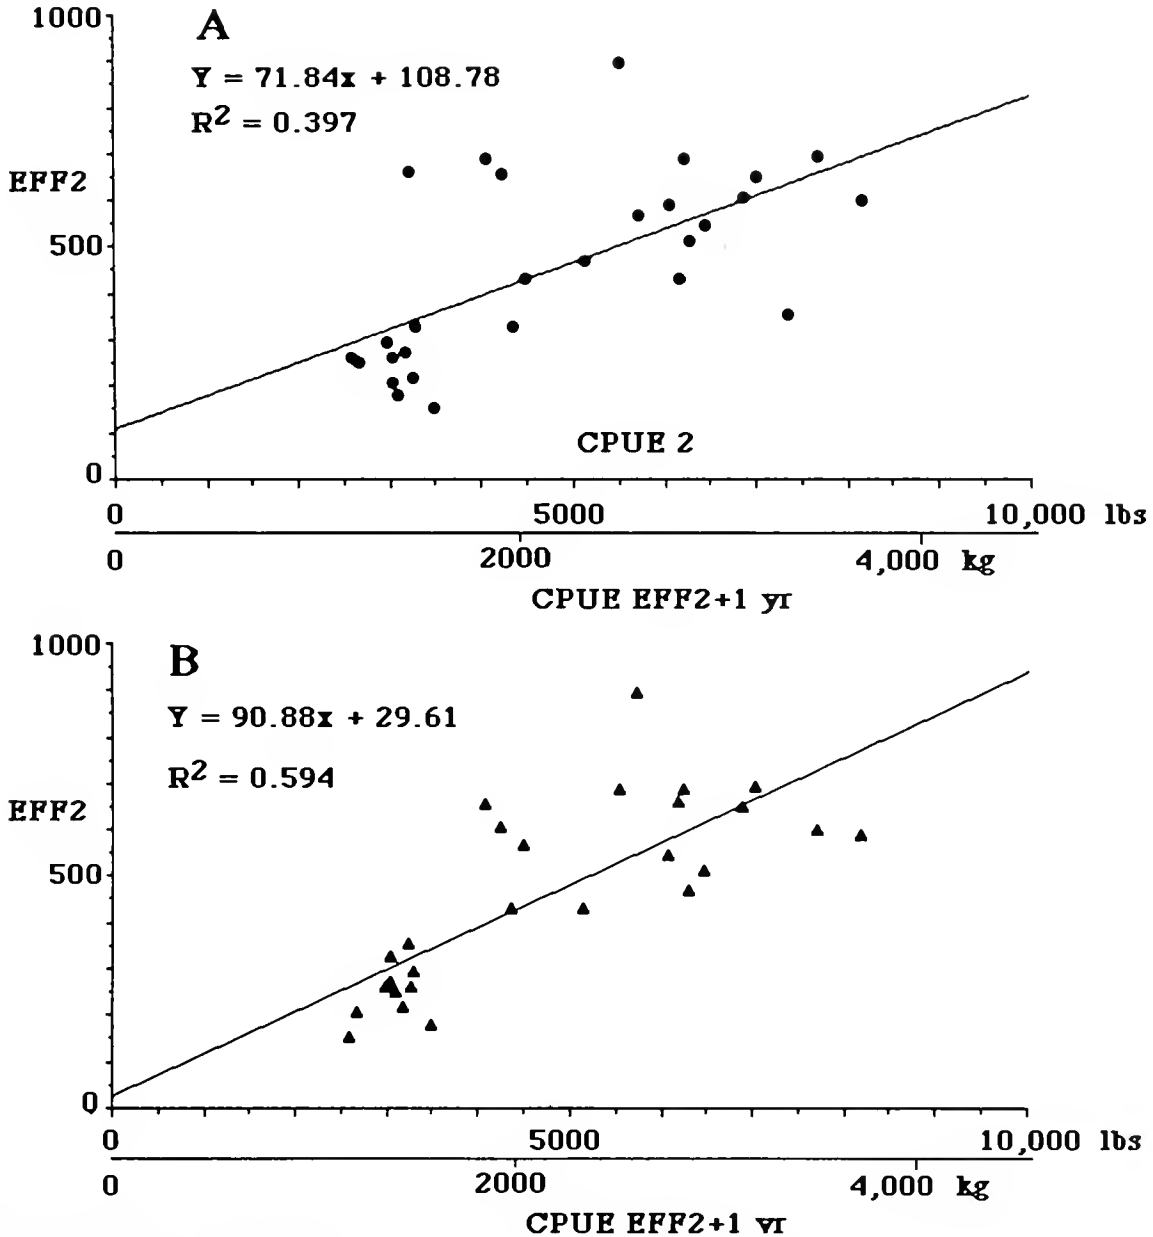 1000
A
Y = 71.84x + 108.78
R2 = 0.397
EFF2
500
CPUE 2
0
0 5000 10,000 lbs
0 2000 4,000 kg
CPUE EFF2+1 yr
1000
B
Y = 90.88x + 29.61
R2 = 0.594
EFF2
500
0
0 5000 10,000 lbs
0 2000 4,000 kg
CPUE EFF2+1 yr